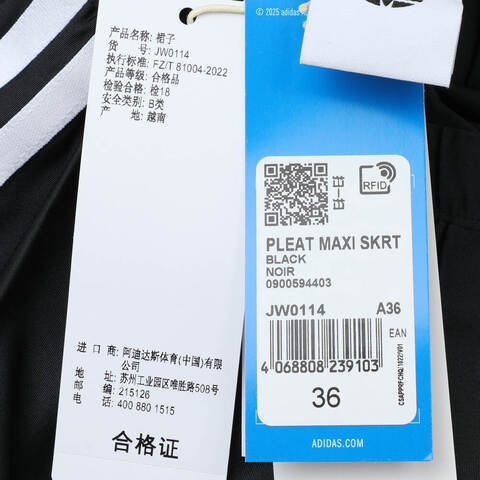 产品名称: 裙子
货 号: JW0114
执行标准: FZ/T 81004-2022
产品等级: 合格品
检验合格: 检18
安全类别: B类
产 地: 越南
进 口 商: 阿迪达斯体育(中国)有限
公司
地 址: 苏州工业园区唯胜路508号
邮 编: 215126
电 话: 400 880 1515
合格证
© 2025 adidas
RFID
PLEAT MAXI SKRT
BLACK
NOIR
0900594403
JW0114 A36
EAN
4 068808 239103
36
ADIDAS.COM